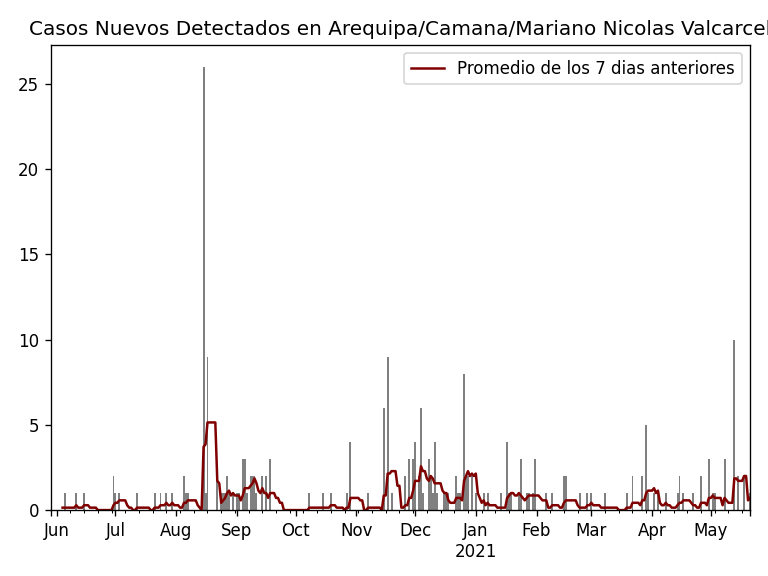 Casos Nuevos Detectados en Arequipa/Camana/Mariano Nicolas Valcarcel
Promedio de los 7 dias anteriores
25
20
15
10
5
0
Jun Jul Aug Sep Oct Nov Dec Jan Feb Mar Apr May
2021